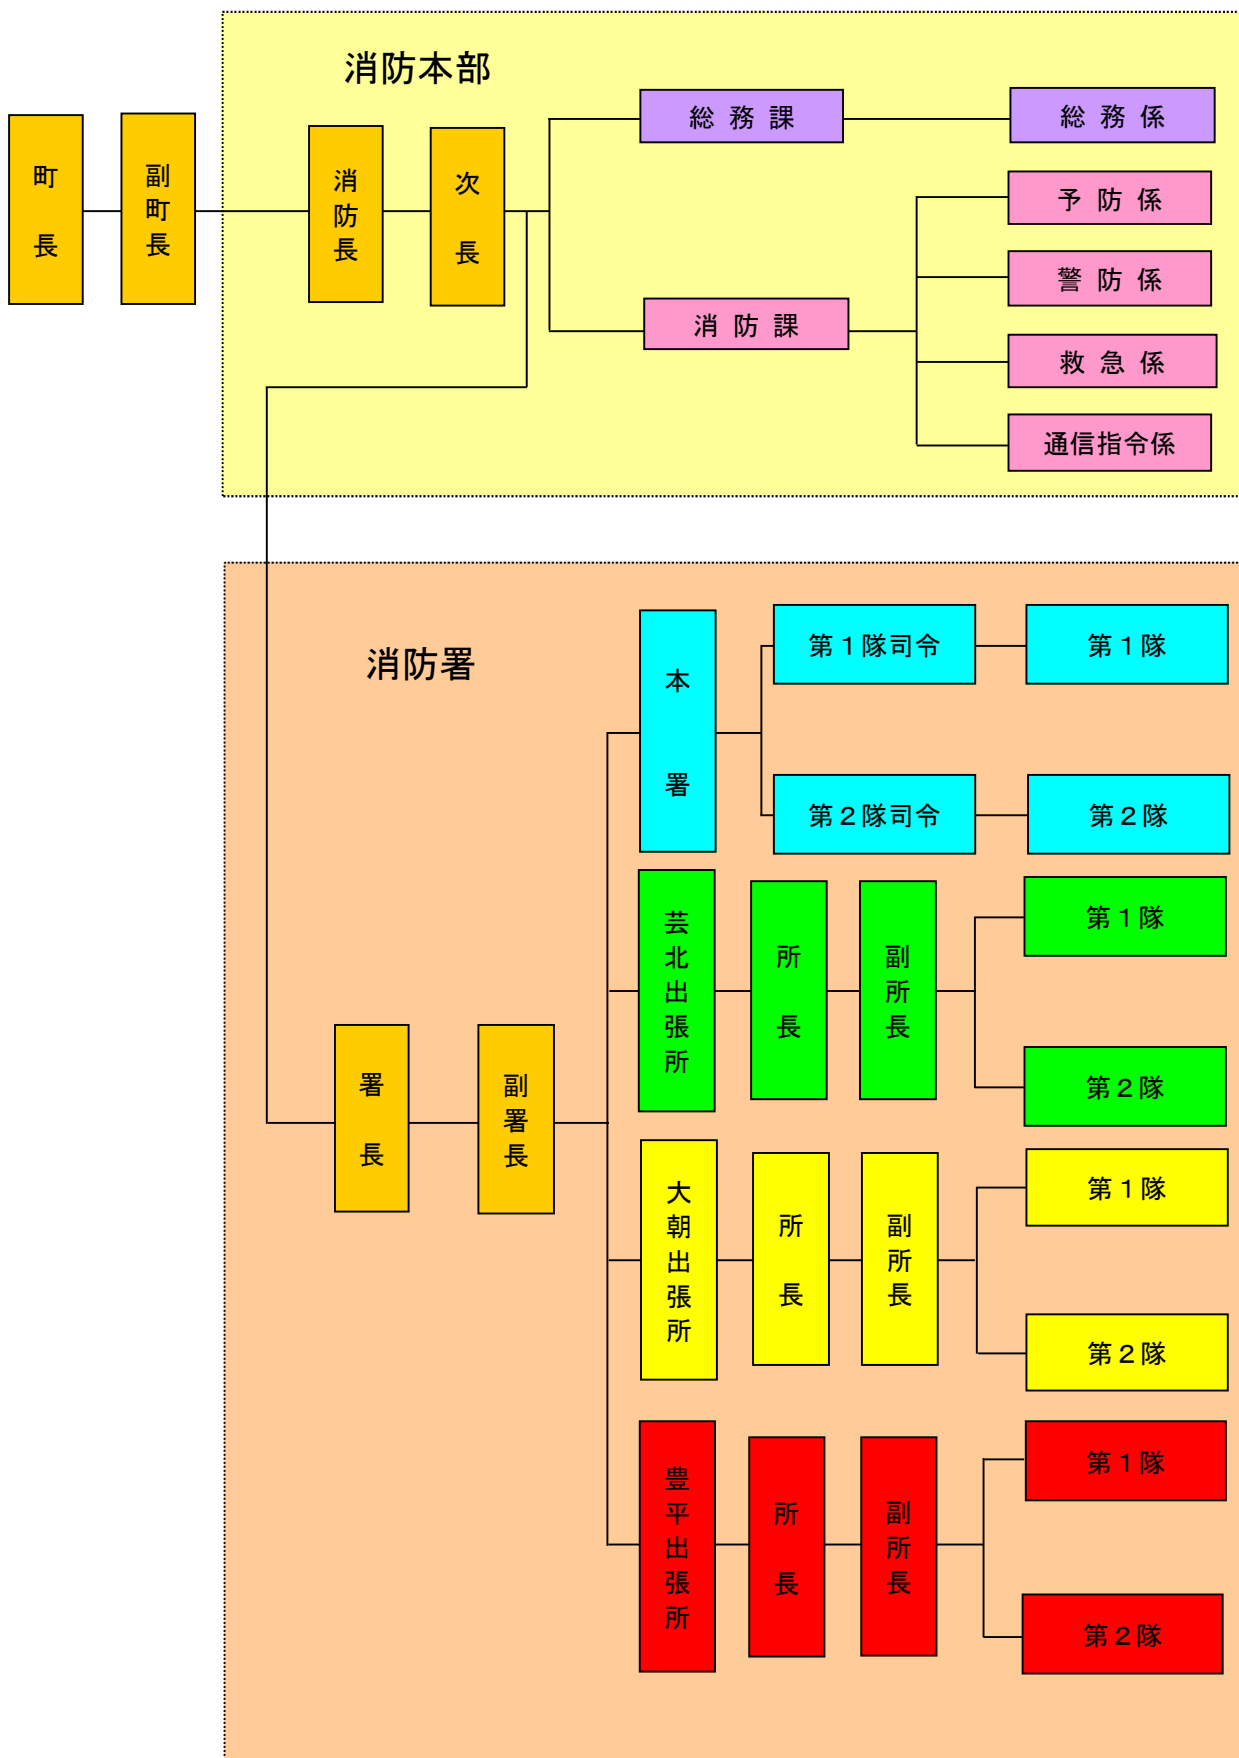 消防本部
町長
副町長
消防長
次長
総務課
総務係
消防課
予防係
警防係
救急係
通信指令係
消防署
署長
副署長
本署
第１隊司令
第１隊
第２隊司令
第２隊
芸北出張所
所長
副所長
第１隊
第２隊
大朝出張所
所長
副所長
第１隊
第２隊
豊平出張所
所長
副所長
第１隊
第２隊